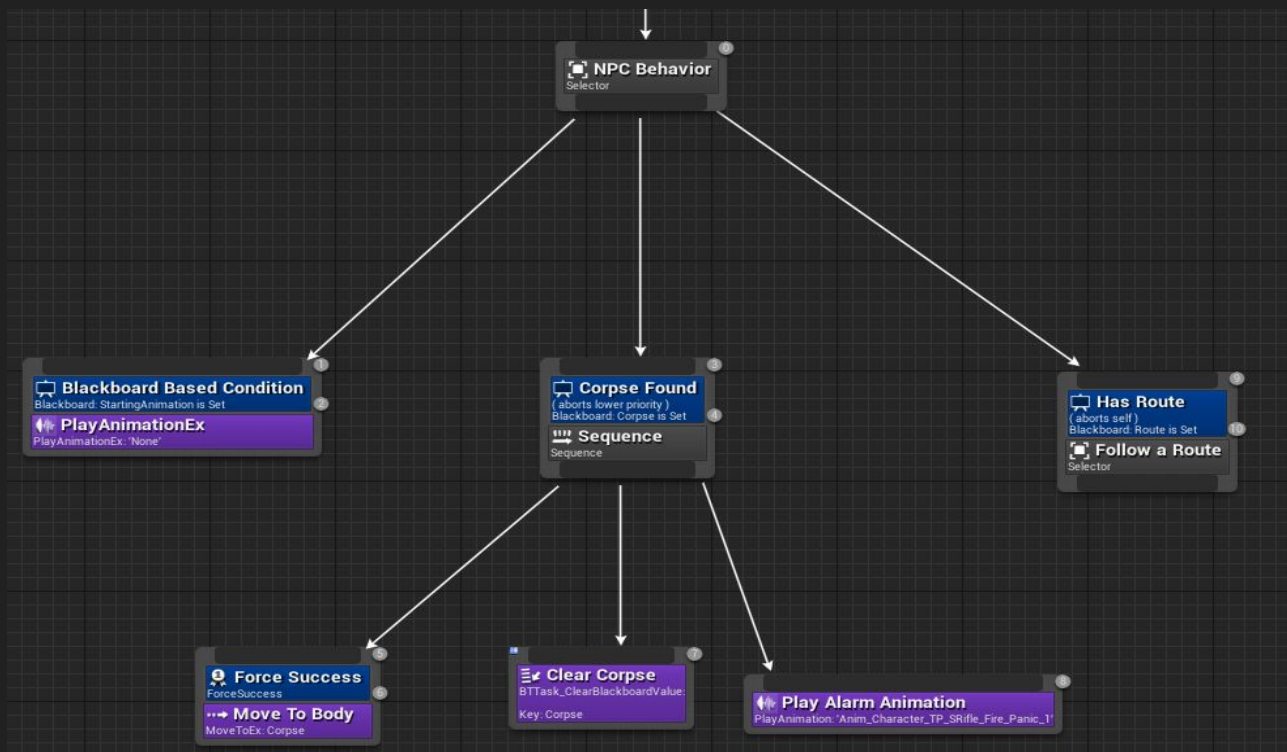 0
NPC Behavior
Selector
1
Blackboard Based Condition
Blackboard: StartingAnimation is Set
2
PlayAnimationEx
PlayAnimationEx: 'None'
3
Corpse Found
( aborts lower priority )
Blackboard: Corpse is Set
4
Sequence
Sequence
9
Has Route
( aborts self )
Blackboard: Route is Set
10
Follow a Route
Selector
5
Force Success
ForceSuccess
6
Move To Body
MoveToEx: Corpse
7
Clear Corpse
BTTask_ClearBlackboardValue:
Key: Corpse
8
Play Alarm Animation
PlayAnimation: 'Anim_Character_TP_SRifle_Fire_Panic_1'